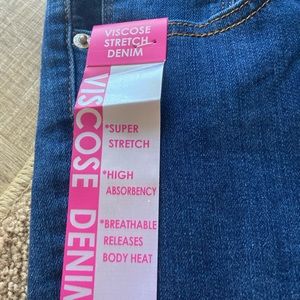 VISCOSE
STRETCH
DENIM
VISCOSE DENIM
*SUPER
STRETCH
*HIGH
ABSORBENCY
*BREATHABLE
RELEASES
BODY HEAT